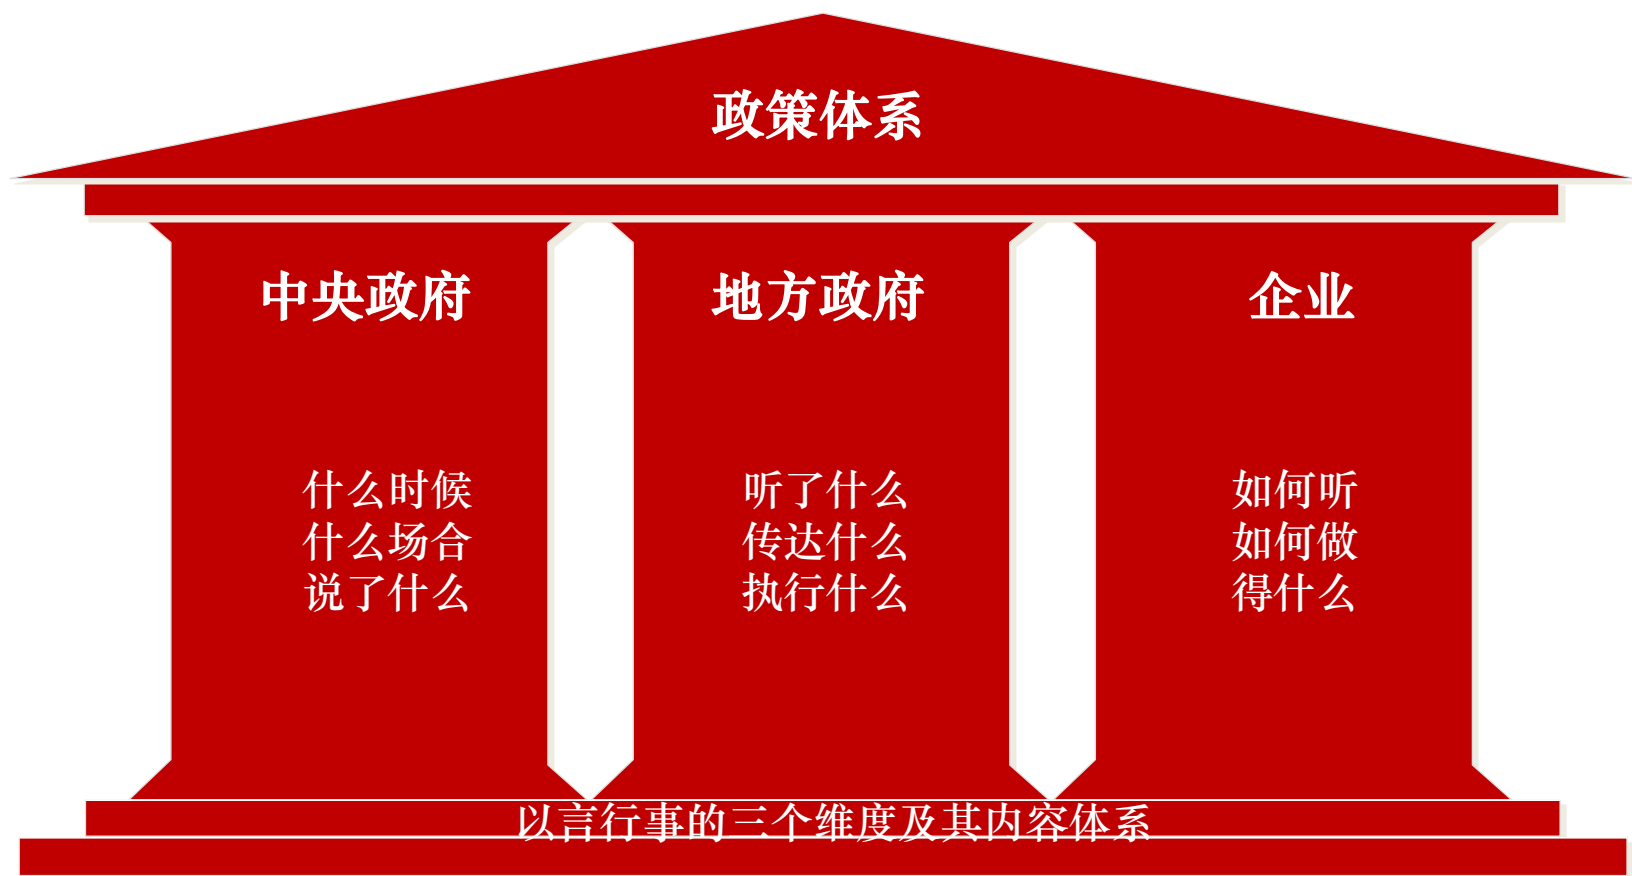 政策体系
中央政府
什么时候
什么场合
说了什么
地方政府
听了什么
传达什么
执行什么
企业
如何听
如何做
得什么
以言行事的三个维度及其内容体系